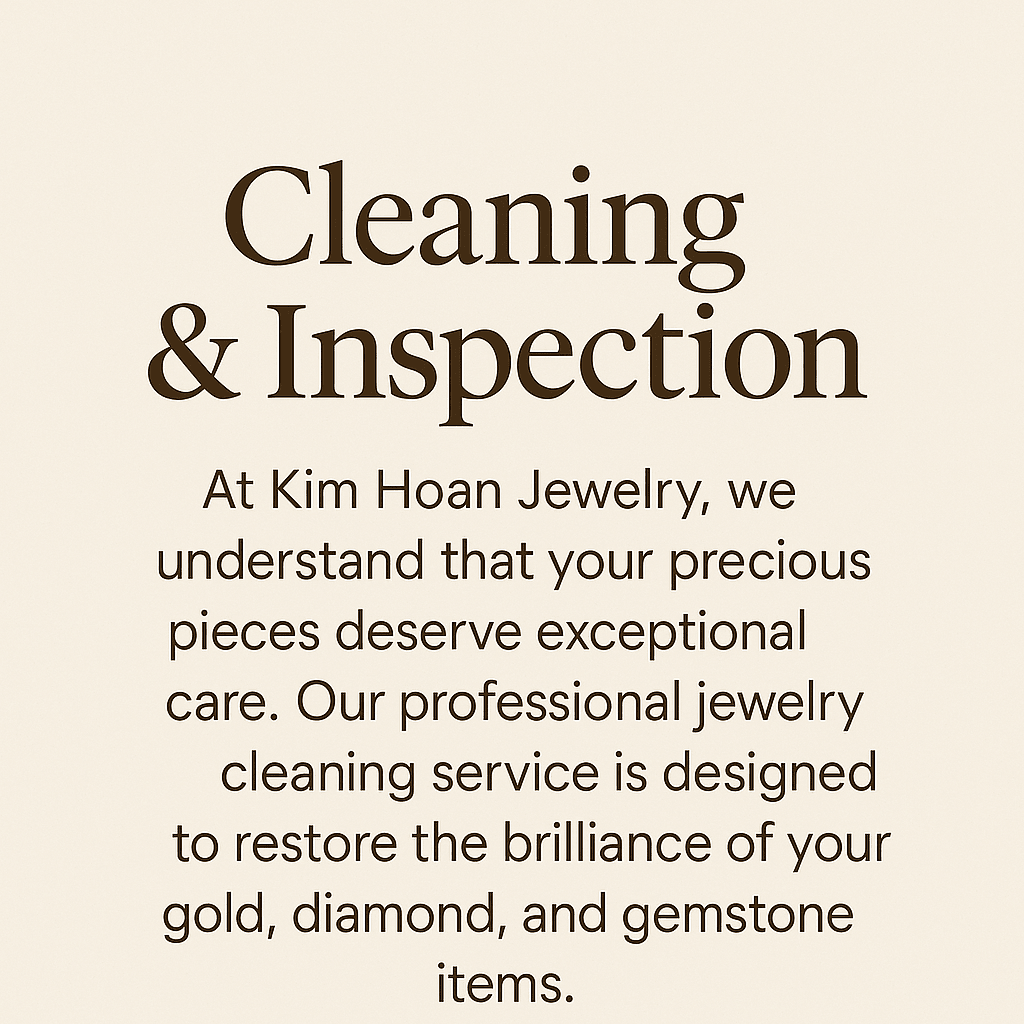 Cleaning
& Inspection
At Kim Hoan Jewelry, we
understand that your precious
pieces deserve exceptional
care. Our professional jewelry
cleaning service is designed
to restore the brilliance of your
gold, diamond, and gemstone
items.